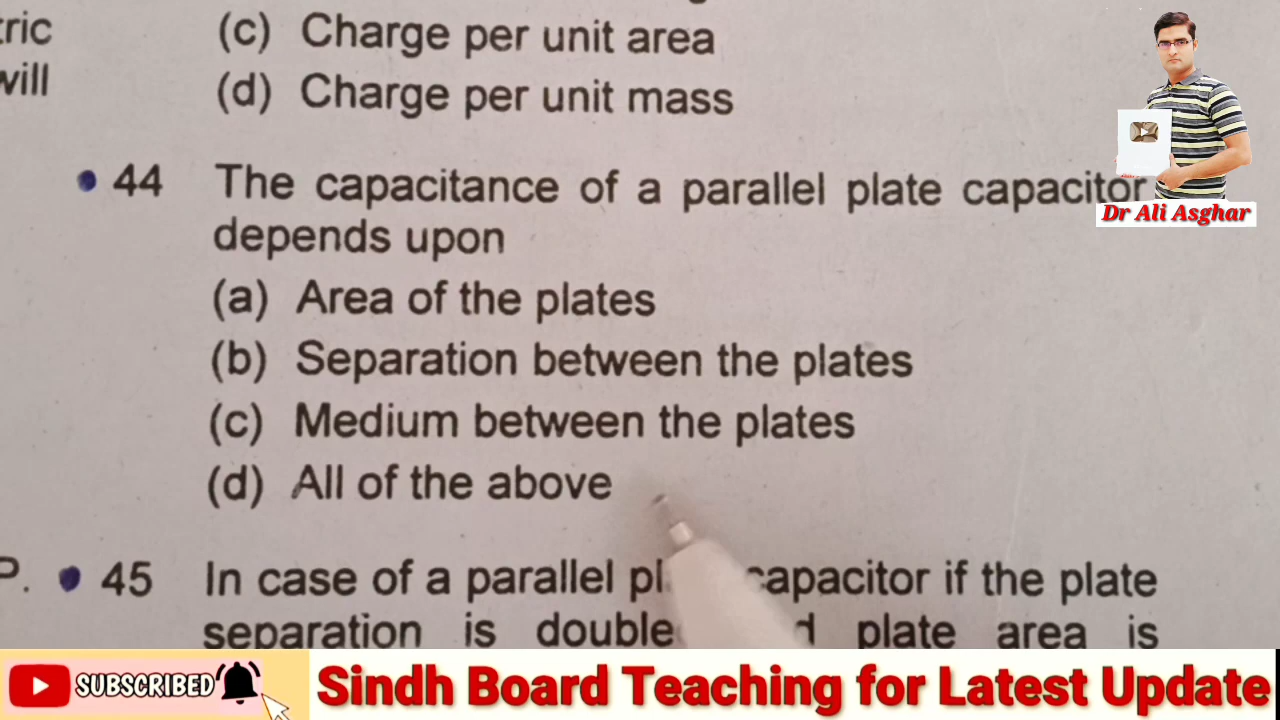 (c) Charge per unit area
will
(d) Charge per unit mass
44 The capacitance of a parallel plate capacitor
Dr Ali Asghar
depends upon
(a) Area of the plates
(b) Separation between the plates
(c) Medium between the plates
(d) All of the above
P. 45 In case of a parallel capacitor if the plate
separation is plate area is
SUBSCRIBED
Sindh Board Teaching for Latest Update